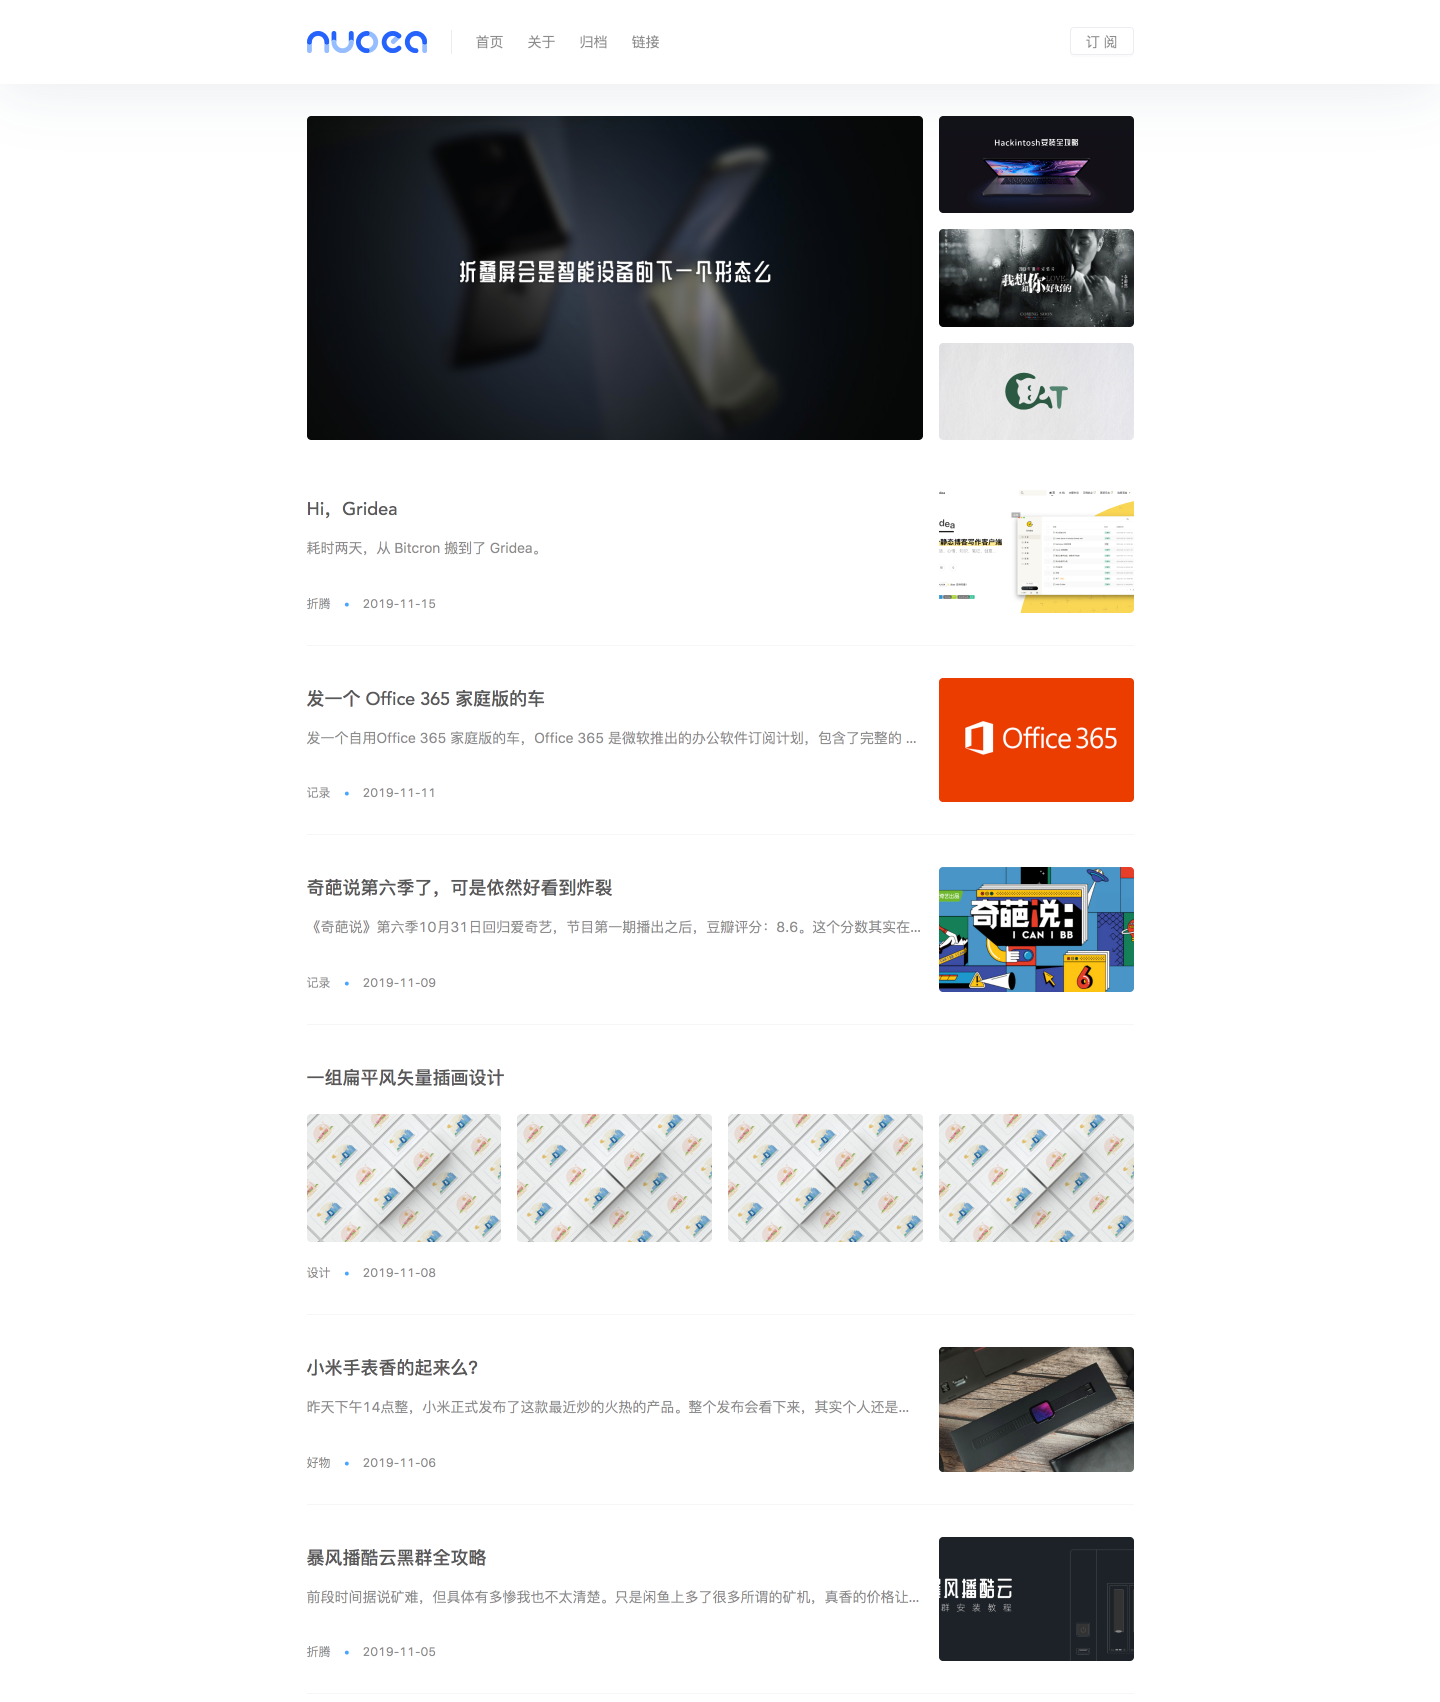 nuoea
首页 关于 归档 链接
订 阅
折叠屏会是智能设备的下一个形态么
Hackintosh安装全攻略
我想
你
LOVE
好好的
COMING SOON
CAT
Hi，Gridea
耗时两天，从 Bitcron 搬到了 Gridea。
折腾 • 2019-11-15
dea
静态博客写作客户端
发一个 Office 365 家庭版的车
发一个自用Office 365 家庭版的车，Office 365 是微软推出的办公软件订阅计划，包含了完整的 ...
记录 • 2019-11-11
Office 365
奇葩说第六季了，可是依然好看到炸裂
《奇葩说》第六季10月31日回归爱奇艺，节目第一期播出之后，豆瓣评分：8.6。这个分数其实在...
记录 • 2019-11-09
奇葩说：
I CAN I BB
6
一组扁平风矢量插画设计
设计 • 2019-11-08
小米手表香的起来么？
昨天下午14点整，小米正式发布了这款最近炒的火热的产品。整个发布会看下来，其实个人还是...
好物 • 2019-11-06
暴风播酷云黑群全攻略
前段时间据说矿难，但具体有多惨我也不太清楚。只是闲鱼上多了很多所谓的矿机，真香的价格让...
折腾 • 2019-11-05
风播酷云
群 安 装 教 程